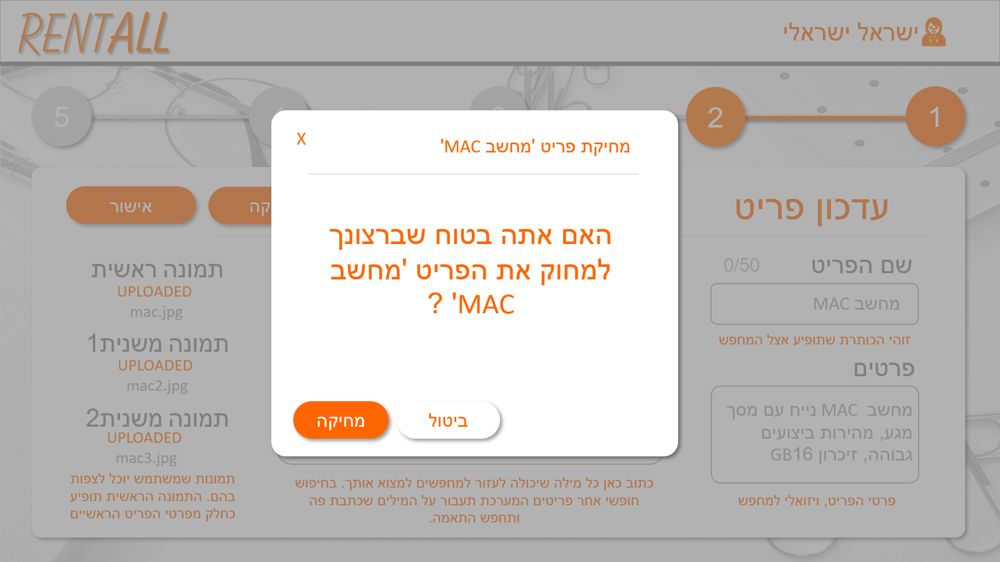 RENTALL
ישראל ישראלי
1
2
5
מחיקת פריט 'מחשב MAC'
X
האם אתה בטוח שברצונך
למחוק את הפריט 'מחשב
MAC' ?
ביטול
מחיקה
עדכון פריט
אישור
שם הפריט
0/50
מחשב MAC
זוהי הכותרת שתופיע אצל המחפש
פרטים
מחשב MAC נייח עם מסך
מגע, מהירות ביצועים
גבוהה, זיכרון GB16
פרטי הפריט, ויזואלי למחפש
כתוב כאן כל מילה שיכולה לעזור למחפשים למצוא אותך. בחיפוש
חופשי אחר פריטים המערכת תעבור על המילים שכתבת פה
ותחפש התאמה.
תמונה ראשית
UPLOADED
mac.jpg
תמונה משנית1
UPLOADED
mac2.jpg
תמונה משנית2
UPLOADED
mac3.jpg
תמונות שמשתמש יוכל לצפות
בהם. התמונה הראשית תופיע
כחלק מפרטי הפריט הראשיים